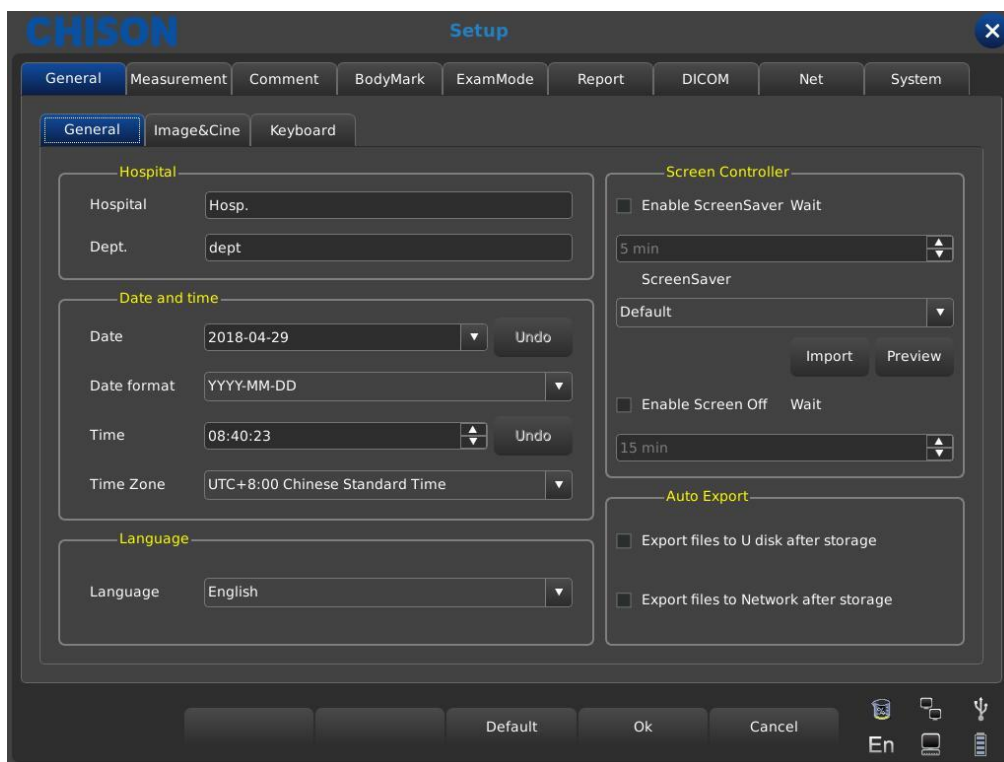 CHISON
Setup
General Measurement Comment BodyMark ExamMode Report DICOM Net System
General Image&Cine Keyboard
Hospital
Hospital Hosp.
Dept. dept
Date and time
Date 2018-04-29 Undo
Date format YYYY-MM-DD
Time 08:40:23 Undo
Time Zone UTC+8:00 Chinese Standard Time
Language
Language English
Screen Controller
Enable ScreenSaver Wait
5 min
ScreenSaver
Default
Import Preview
Enable Screen Off Wait
15 min
Auto Export
Export files to U disk after storage
Export files to Network after storage
Default Ok Cancel
En